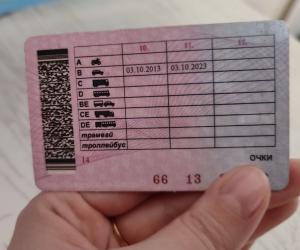 10. 11. 12.
A
B 03.10.2013 03.10.2023
C
D
BE
CE
DE
трамвай
троллейбус
14 ОЧКИ
66 13